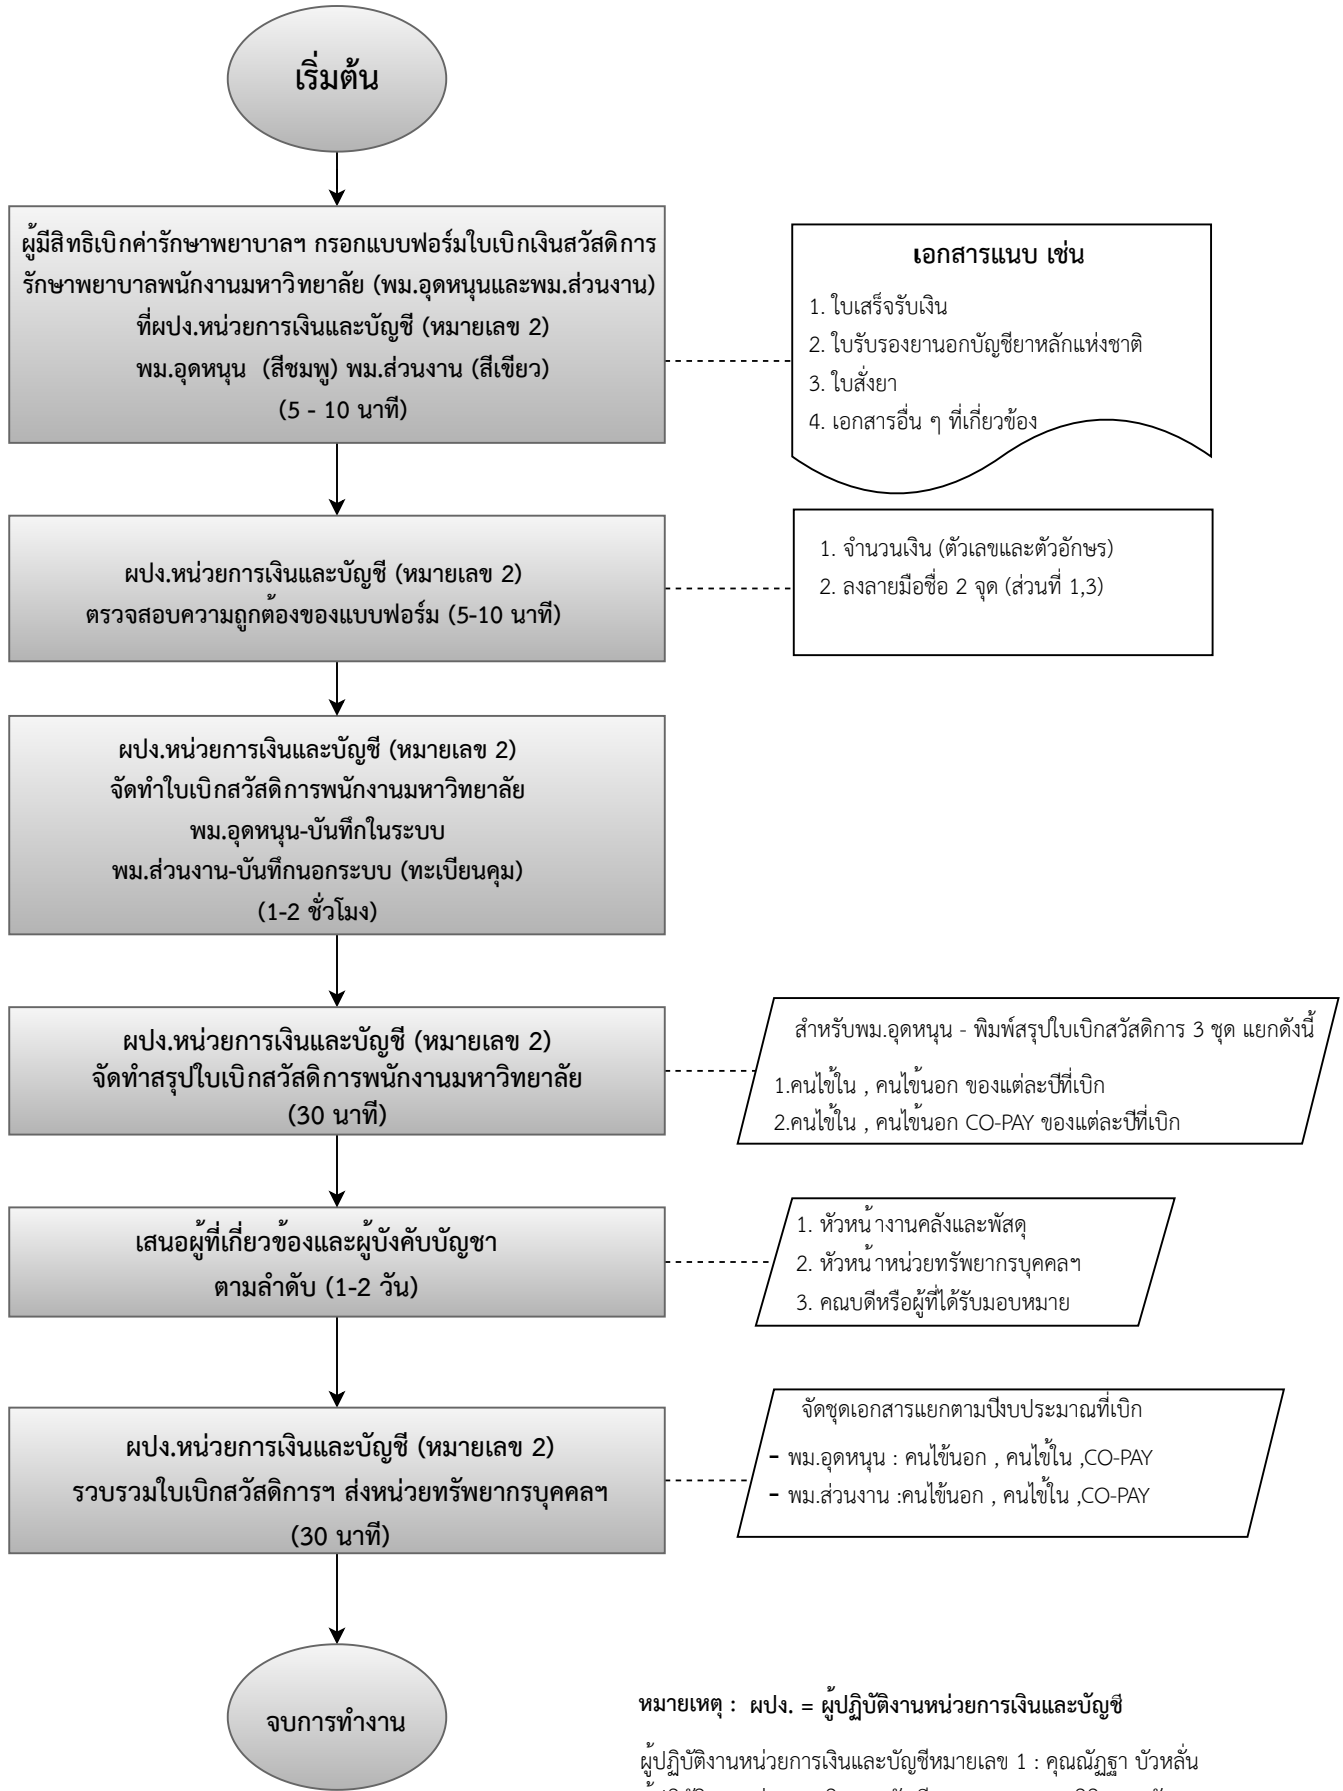 เริ่มต้น
ผู้มีสิทธิเบิกค่ารักษาพยาบาลฯ กรอกแบบฟอร์มใบเบิกเงินสวัสดิการ
รักษาพยาบาลพนักงานมหาวิทยาลัย (พม.อุดหนุนและพม.ส่วนงาน)
ที่ผปง.หน่วยการเงินและบัญชี (หมายเลข 2)
พม.อุดหนุน (สีชมพู) พม.ส่วนงาน (สีเขียว)
(5 - 10 นาที)
เอกสารแนบ เช่น
1. ใบเสร็จรับเงิน
2. ใบรับรองยานอกบัญชียาหลักแห่งชาติ
3. ใบสั่งยา
4. เอกสารอื่น ๆ ที่เกี่ยวข้อง
ผปง.หน่วยการเงินและบัญชี (หมายเลข 2)
ตรวจสอบความถูกต้องของแบบฟอร์ม (5-10 นาที)
1. จำนวนเงิน (ตัวเลขและตัวอักษร)
2. ลงลายมือชื่อ 2 จุด (ส่วนที่ 1,3)
ผปง.หน่วยการเงินและบัญชี (หมายเลข 2)
จัดทำใบเบิกสวัสดิการพนักงานมหาวิทยาลัย
พม.อุดหนุน-บันทึกในระบบ
พม.ส่วนงาน-บันทึกนอกระบบ (ทะเบียนคุม)
(1-2 ชั่วโมง)
ผปง.หน่วยการเงินและบัญชี (หมายเลข 2)
จัดทำสรุปใบเบิกสวัสดิการพนักงานมหาวิทยาลัย
(30 นาที)
สำหรับพม.อุดหนุน - พิมพ์สรุปใบเบิกสวัสดิการ 3 ชุด แยกดังนี้
1.คนไข้ใน , คนไข้นอก ของแต่ละปีที่เบิก
2.คนไข้ใน , คนไข้นอก CO-PAY ของแต่ละปีที่เบิก
เสนอผู้ที่เกี่ยวข้องและผู้บังคับบัญชา
ตามลำดับ (1-2 วัน)
1. หัวหน้างานคลังและพัสดุ
2. หัวหน้าหน่วยทรัพยากรบุคคลฯ
3. คณบดีหรือผู้ที่ได้รับมอบหมาย
ผปง.หน่วยการเงินและบัญชี (หมายเลข 2)
รวบรวมใบเบิกสวัสดิการฯ ส่งหน่วยทรัพยากรบุคคลฯ
(30 นาที)
จัดชุดเอกสารแยกตามปีงบประมาณที่เบิก
- พม.อุดหนุน : คนไข้นอก , คนไข้ใน ,CO-PAY
- พม.ส่วนงาน :คนไข้นอก , คนไข้ใน ,CO-PAY
จบการทำงาน
หมายเหตุ : ผปง. = ผู้ปฏิบัติงานหน่วยการเงินและบัญชี
ผู้ปฏิบัติงานหน่วยการเงินและบัญชีหมายเลข 1 : คุณณัฏฐา บัวหลั่น